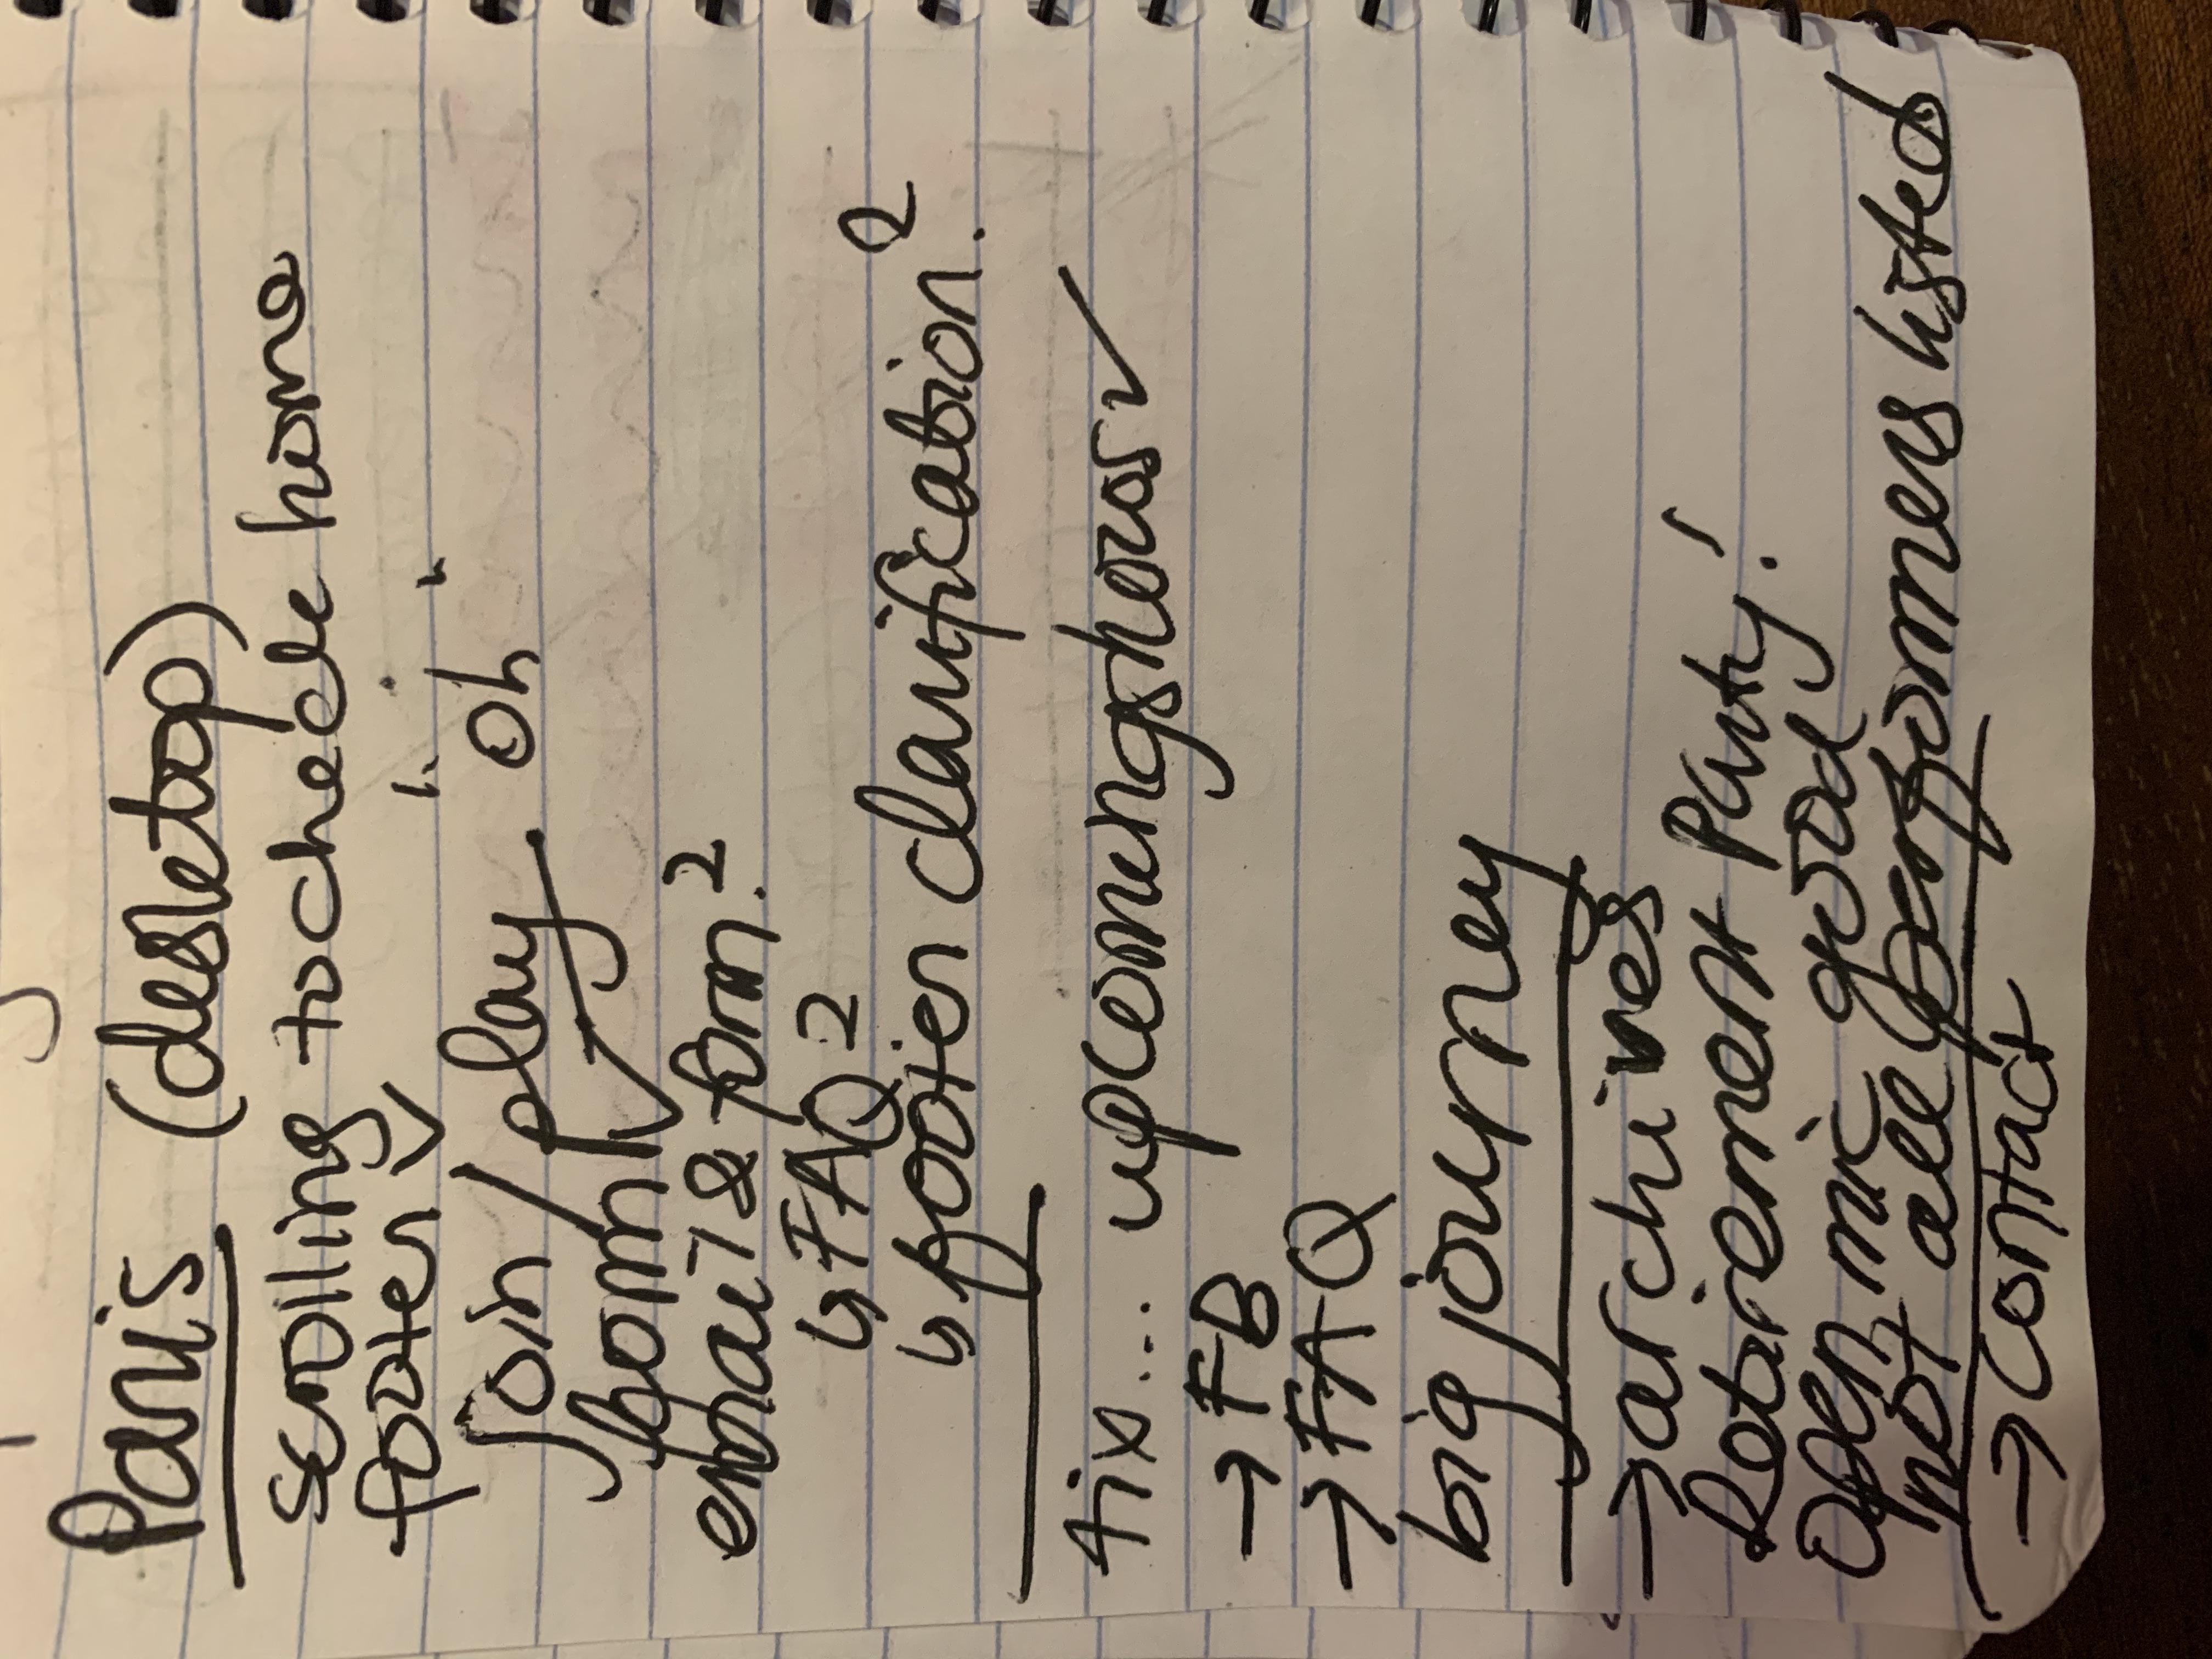 Paris (desktop)
scrolling to check home
footer ✓
join/play "oh"
form ✓
email & form?
↳ FAQ?
↳ footer clarification?
tix... upcoming shows ✓
→ FB
→ FAQ
big journey
→ archives
Retirement Party!
Open mic good
not all performers listed
→ contact